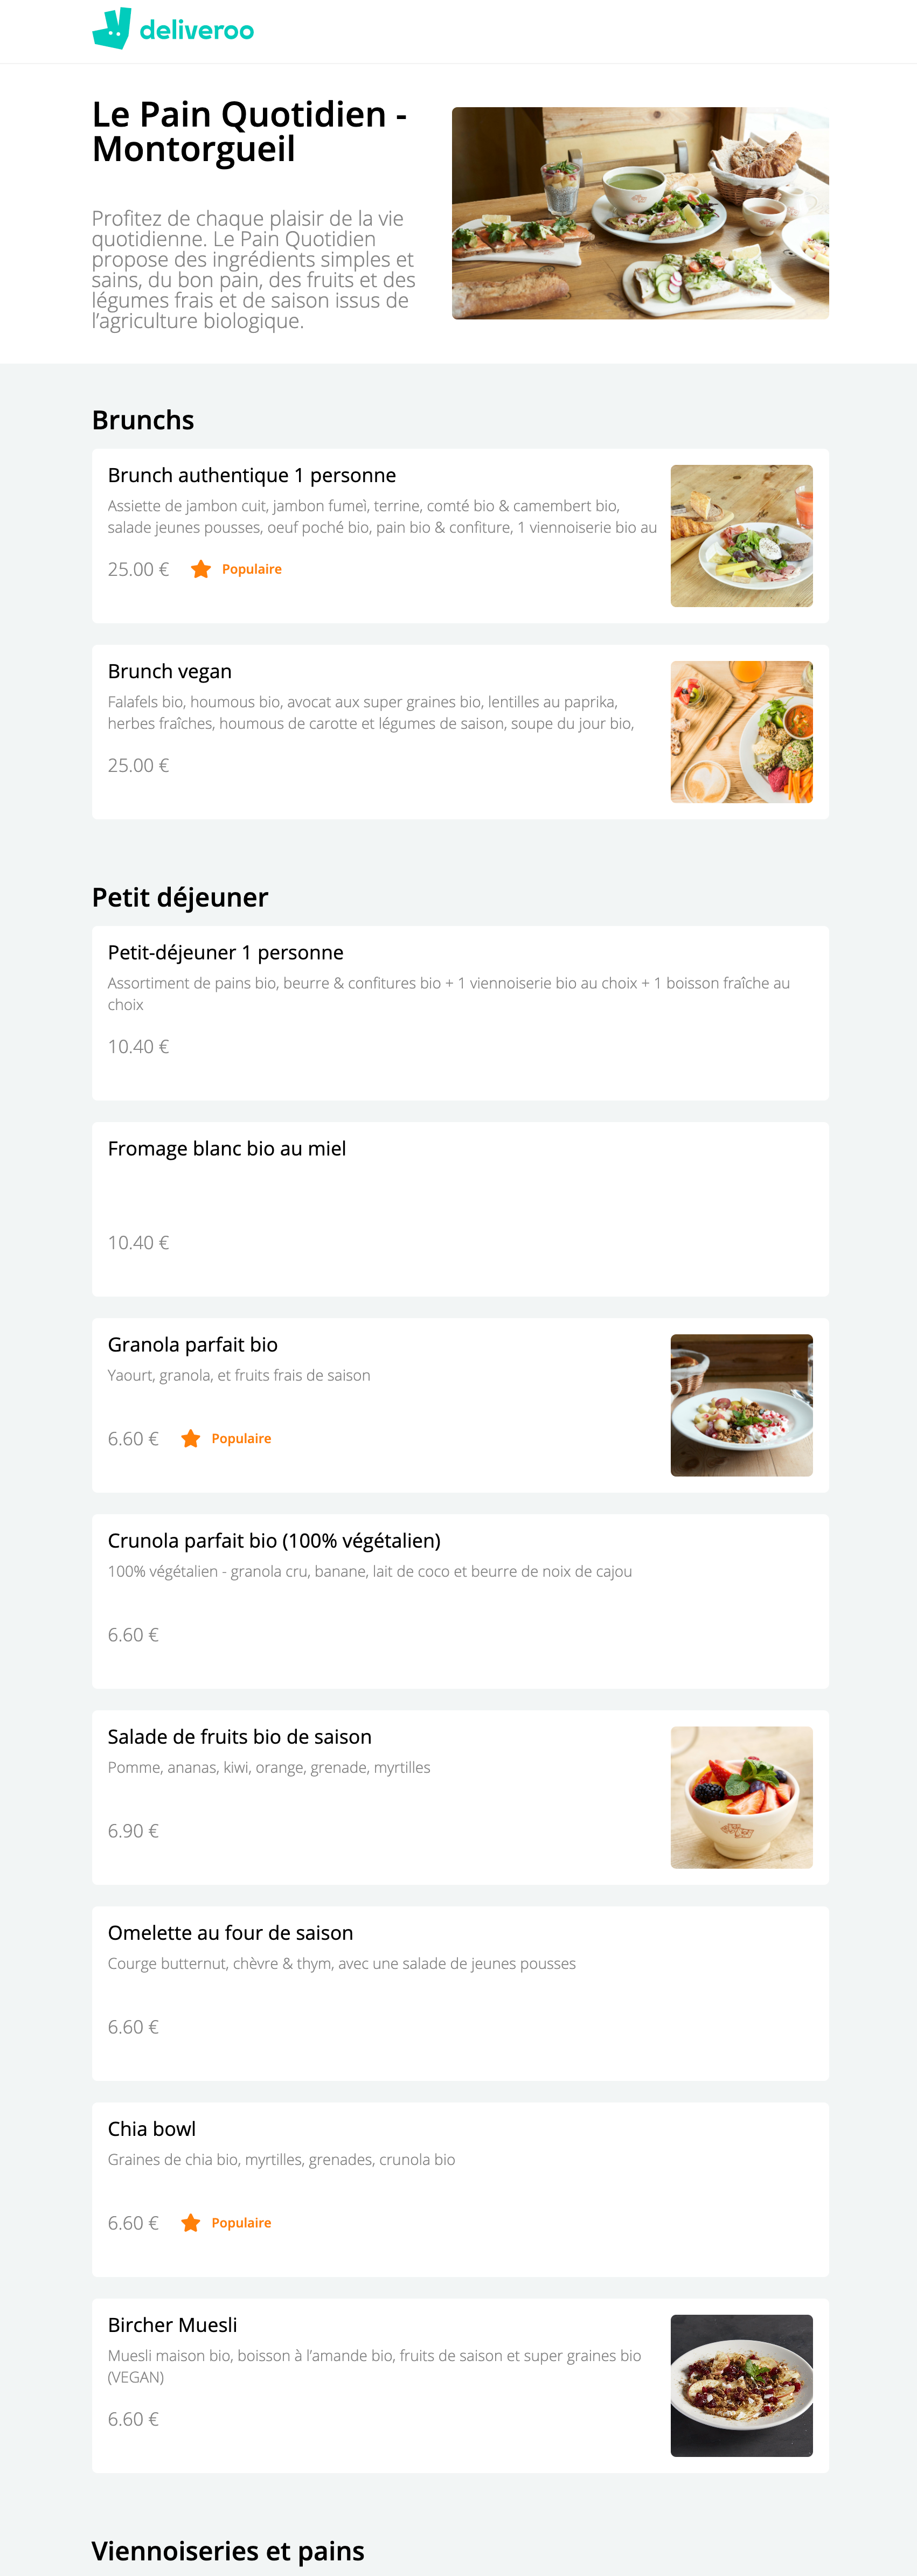 deliveroo
Le Pain Quotidien -
Montorgueil
Profitez de chaque plaisir de la vie
quotidienne. Le Pain Quotidien
propose des ingrédients simples et
sains, du bon pain, des fruits et des
légumes frais et de saison issus de
l’agriculture biologique.
Brunchs
Brunch authentique 1 personne
Assiette de jambon cuit, jambon fumeì, terrine, comté bio & camembert bio,
salade jeunes pousses, oeuf poché bio, pain bio & confiture, 1 viennoiserie bio au
25.00 €
Populaire
Brunch vegan
Falafels bio, houmous bio, avocat aux super graines bio, lentilles au paprika,
herbes fraîches, houmous de carotte et légumes de saison, soupe du jour bio,
25.00 €
Petit déjeuner
Petit-déjeuner 1 personne
Assortiment de pains bio, beurre & confitures bio + 1 viennoiserie bio au choix + 1 boisson fraîche au
choix
10.40 €
Fromage blanc bio au miel
10.40 €
Granola parfait bio
Yaourt, granola, et fruits frais de saison
6.60 €
Populaire
Crunola parfait bio (100% végétalien)
100% végétalien - granola cru, banane, lait de coco et beurre de noix de cajou
6.60 €
Salade de fruits bio de saison
Pomme, ananas, kiwi, orange, grenade, myrtilles
6.90 €
Omelette au four de saison
Courge butternut, chèvre & thym, avec une salade de jeunes pousses
6.60 €
Chia bowl
Graines de chia bio, myrtilles, grenades, crunola bio
6.60 €
Populaire
Bircher Muesli
Muesli maison bio, boisson à l’amande bio, fruits de saison et super graines bio
(VEGAN)
6.60 €
Viennoiseries et pains